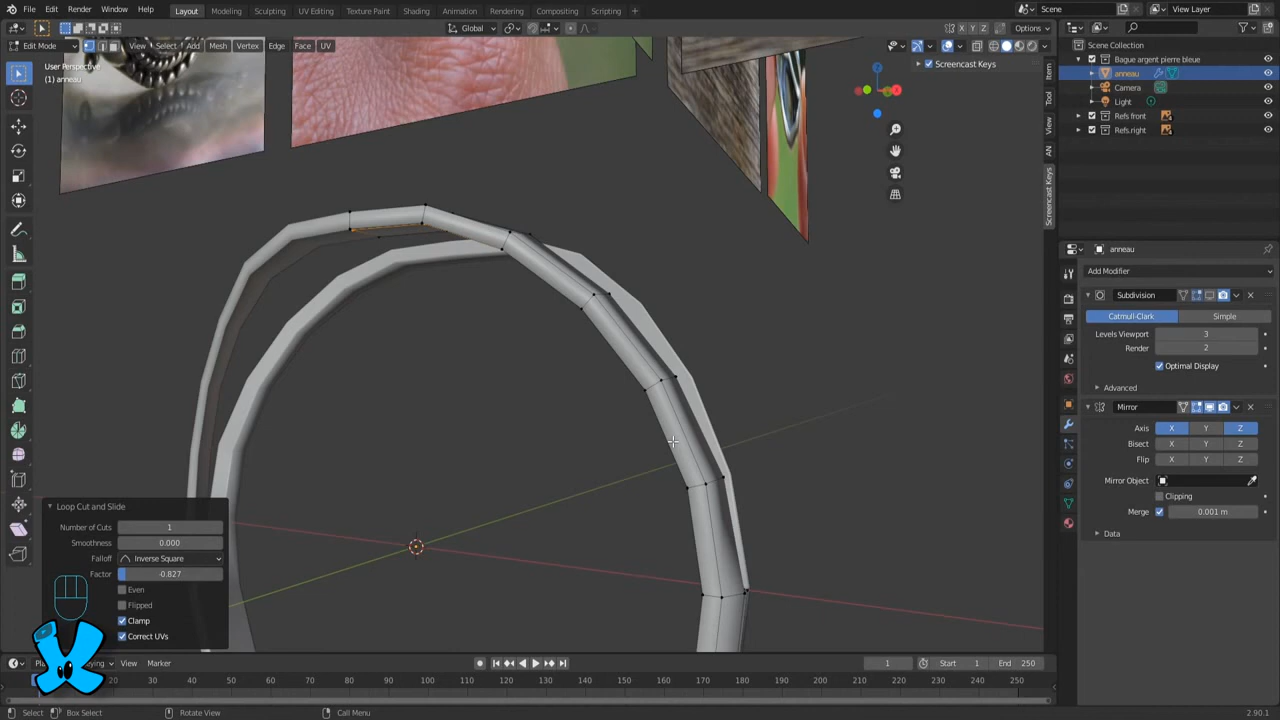 File Edit Render Window Help
Layout Modeling Sculpting UV Editing Texture Paint Shading Animation Rendering Compositing Scripting +
Scene
View Layer
Global
Options
Edit Mode
View Select Add Mesh Vertex Edge Face UV
User Perspective
(1) anneau
Screencast Keys
Z
X
Item
Tool
View
AN
Screencast Keys
Scene Collection
Bague argent pierre bleue
anneau
Camera
Light
Refs front
Refs.right
anneau
Add Modifier
Subdivision
Catmull-Clark Simple
Levels Viewport 3
Render 2
Optimal Display
Advanced
Mirror
Axis X Y Z
Bisect X Y Z
Flip X Y Z
Mirror Object
Clipping
Merge 0.001 m
Data
Loop Cut and Slide
Number of Cuts 1
Smoothness 0.000
Falloff Inverse Square
Factor -0.827
Even
Flipped
Clamp
Correct UVs
View Marker
1 Start 1 End 250
20 30 40 50 60 70 80 90 100 110 120 130 140 150 160 170 180 190 200 210 220 230 240 250
Select Box Select Rotate View Call Menu 2.90.1